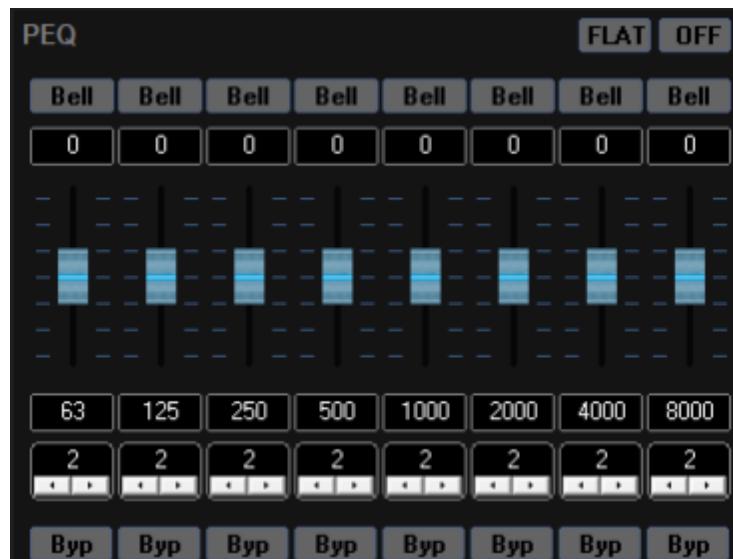 PEQ FLAT OFF
Bell Bell Bell Bell Bell Bell Bell Bell
0 0 0 0 0 0 0 0
63 125 250 500 1000 2000 4000 8000
2 2 2 2 2 2 2 2
Byp Byp Byp Byp Byp Byp Byp Byp